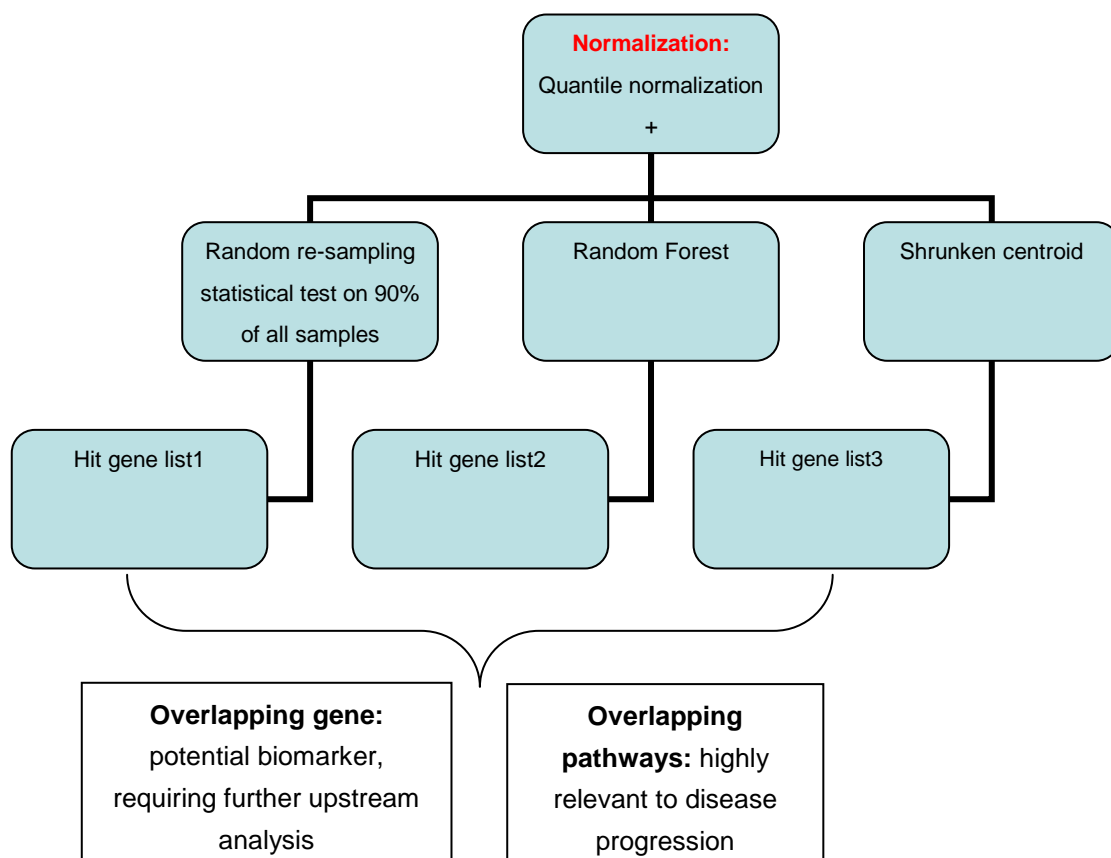 Normalization:
Quantile normalization
+
Random re-sampling
statistical test on 90%
of all samples
Random Forest
Shrunken centroid
Hit gene list1
Hit gene list2
Hit gene list3
Overlapping gene:
potential biomarker,
requiring further upstream
analysis
Overlapping
pathways: highly
relevant to disease
progression